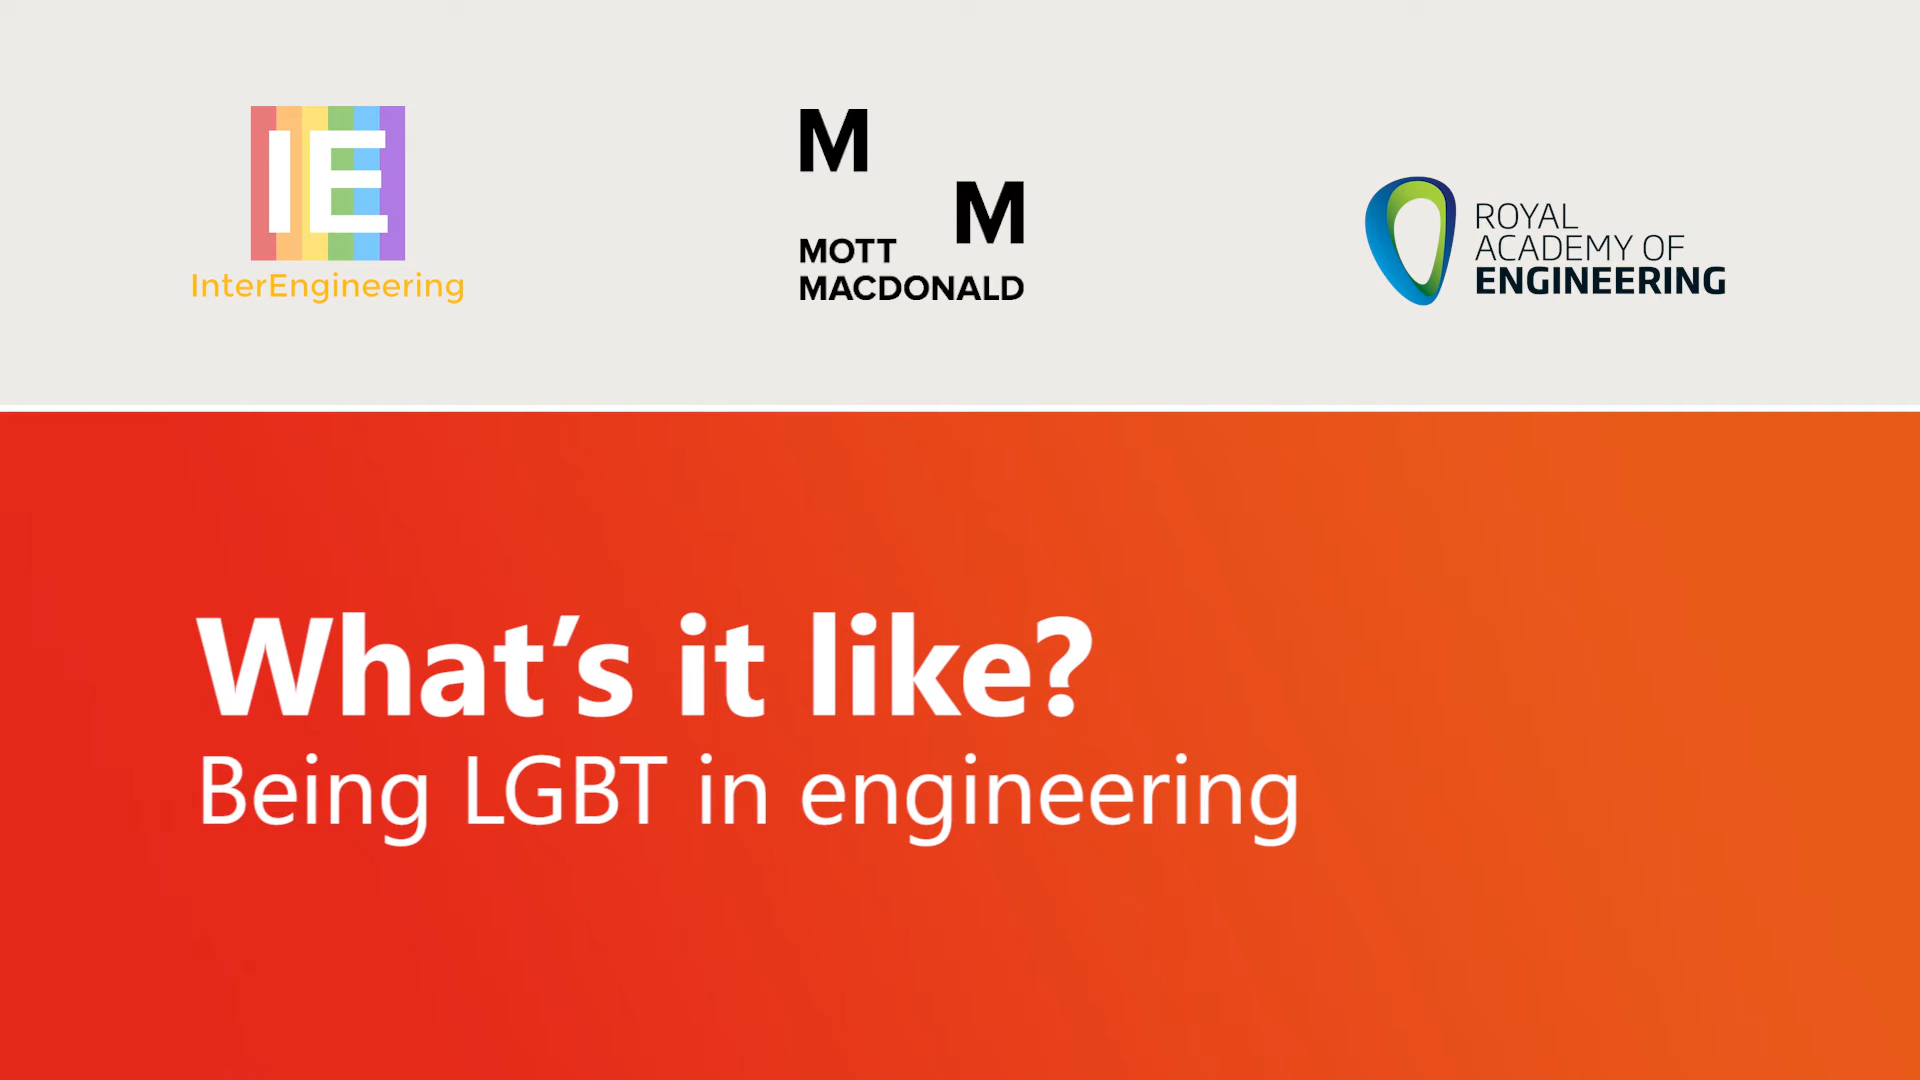 IE
InterEngineering
M
M
MOTT
MACDONALD
ROYAL
ACADEMY OF
ENGINEERING
What’s it like?
Being LGBT in engineering